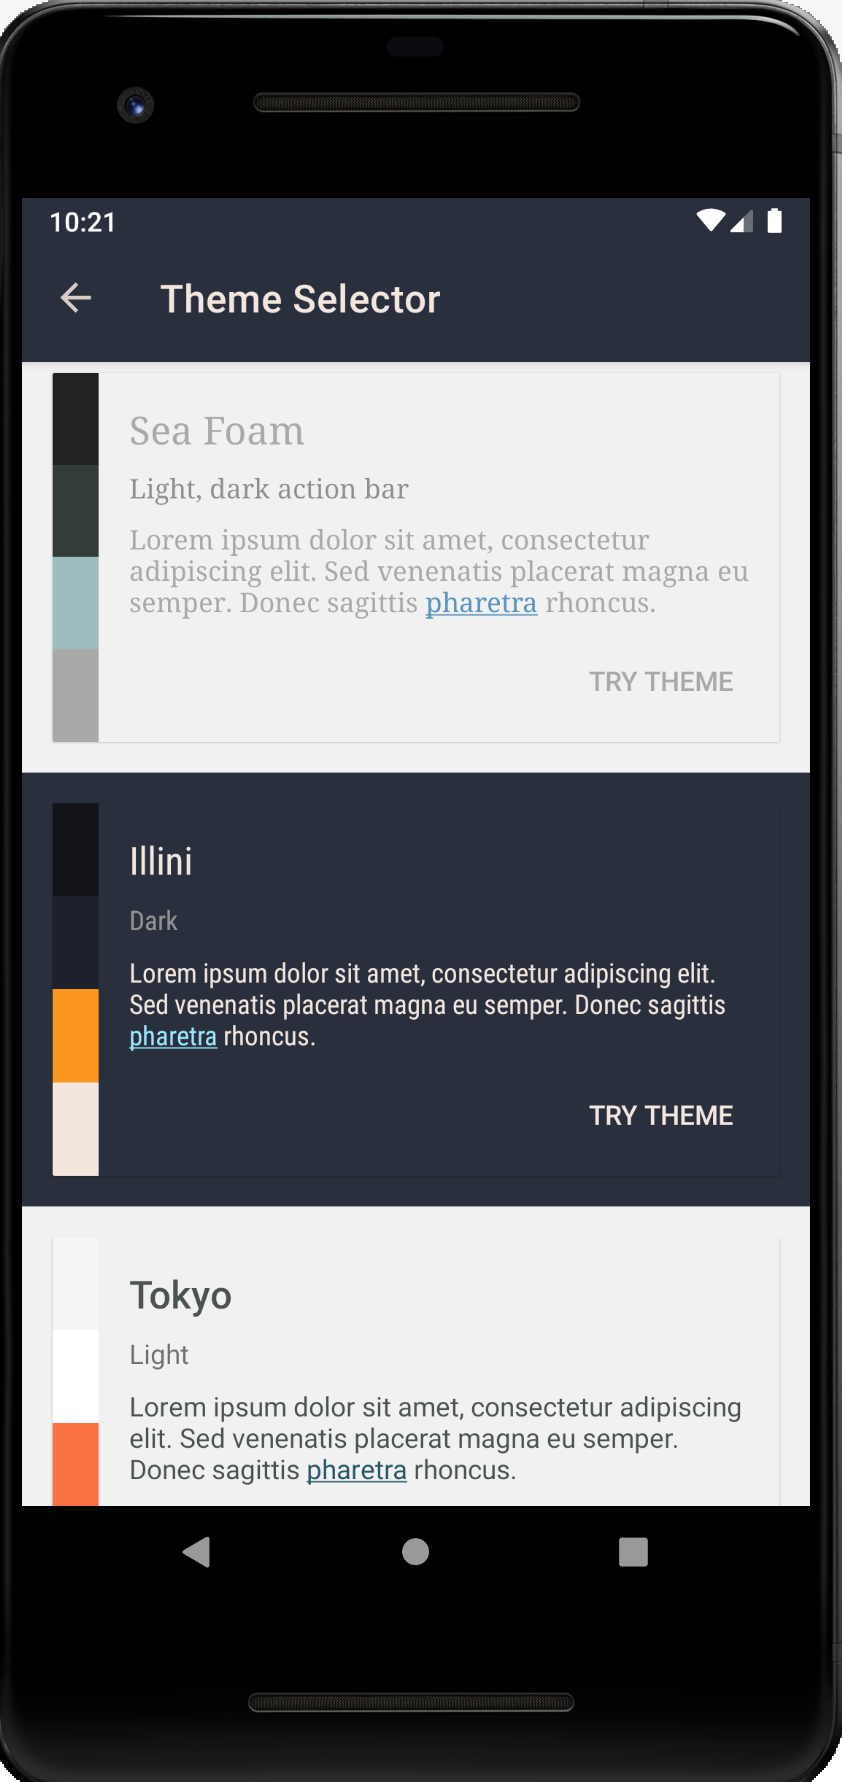 10:21
Theme Selector
Sea Foam
Light, dark action bar
Lorem ipsum dolor sit amet, consectetur
adipiscing elit. Sed venenatis placerat magna eu
semper. Donec sagittis pharetra rhoncus.
TRY THEME
Illini
Dark
Lorem ipsum dolor sit amet, consectetur adipiscing elit.
Sed venenatis placerat magna eu semper. Donec sagittis
pharetra rhoncus.
TRY THEME
Tokyo
Light
Lorem ipsum dolor sit amet, consectetur adipiscing
elit. Sed venenatis placerat magna eu semper.
Donec sagittis pharetra rhoncus.